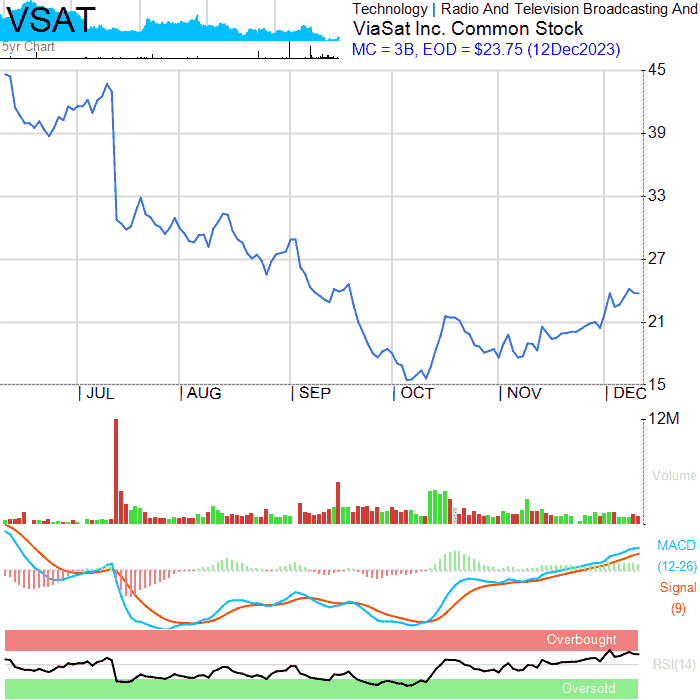 VSAT
5yr Chart
Technology | Radio And Television Broadcasting And
ViaSat Inc. Common Stock
MC = 3B, EOD = $23.75 (12Dec2023)
45
39
33
27
21
15
| JUL | AUG | SEP | OCT | NOV | DEC
12M
Volume
MACD
(12-26)
Signal
(9)
Overbought
RSI(14)
Oversold